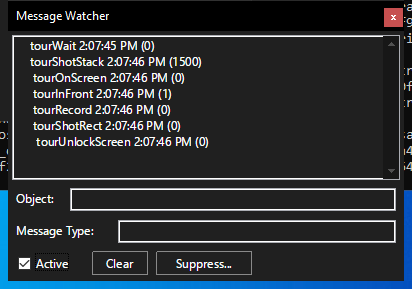 Message Watcher
tourWait 2:07:45 PM (0)
tourShotStack 2:07:46 PM (1500)
tourOnScreen 2:07:46 PM (0)
tourInFront 2:07:46 PM (1)
tourRecord 2:07:46 PM (0)
tourShotRect 2:07:46 PM (0)
tourUnlockScreen 2:07:46 PM (0)
Object:
Message Type:
Active
Clear
Suppress...